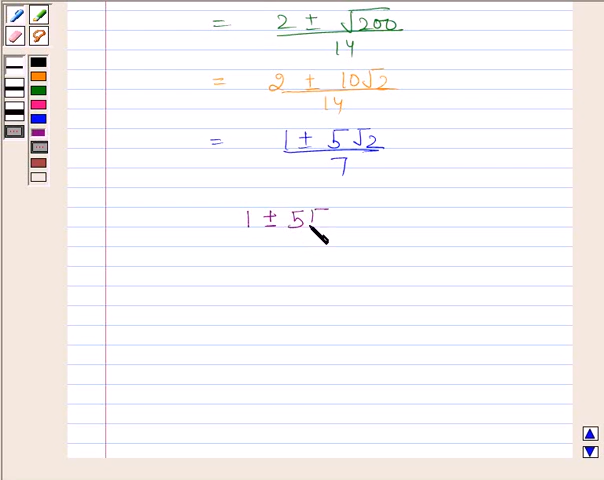 = 2 ± √200 / 14
= 2 ± 10√2 / 14
= 1 ± 5√2 / 7
1 ± 5√